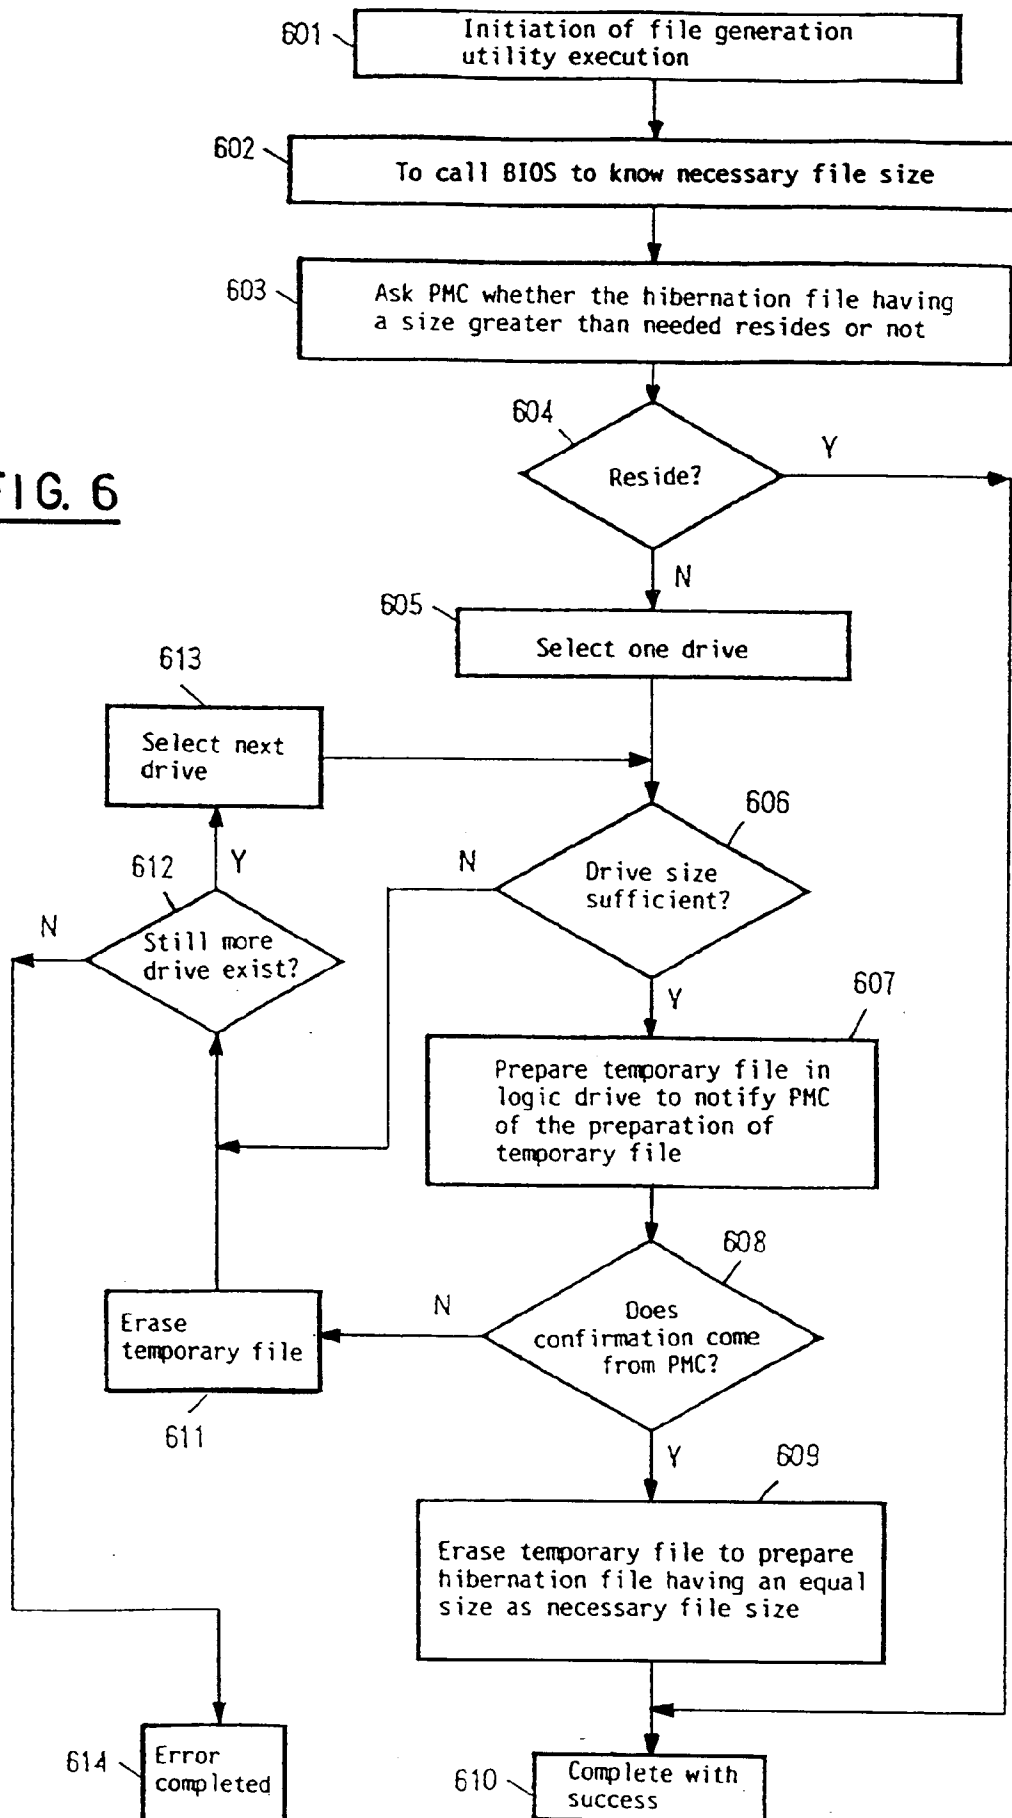 601
Initiation of file generation
utility execution
602
To call BIOS to know necessary file size
603
Ask PMC whether the hibernation file having
a size greater than needed resides or not
604
Reside?
Y
FIG. 6
N
605
Select one drive
613
Select next
drive
606
Drive size
sufficient?
N
612
Y
N
Still more
drive exist?
Y
607
Prepare temporary file in
logic drive to notify PMC
of the preparation of
temporary file
608
Does
confirmation come
from PMC?
N
Erase
temporary file
611
Y
609
Erase temporary file to prepare
hibernation file having an equal
size as necessary file size
614
Error
completed
610
Complete with
success